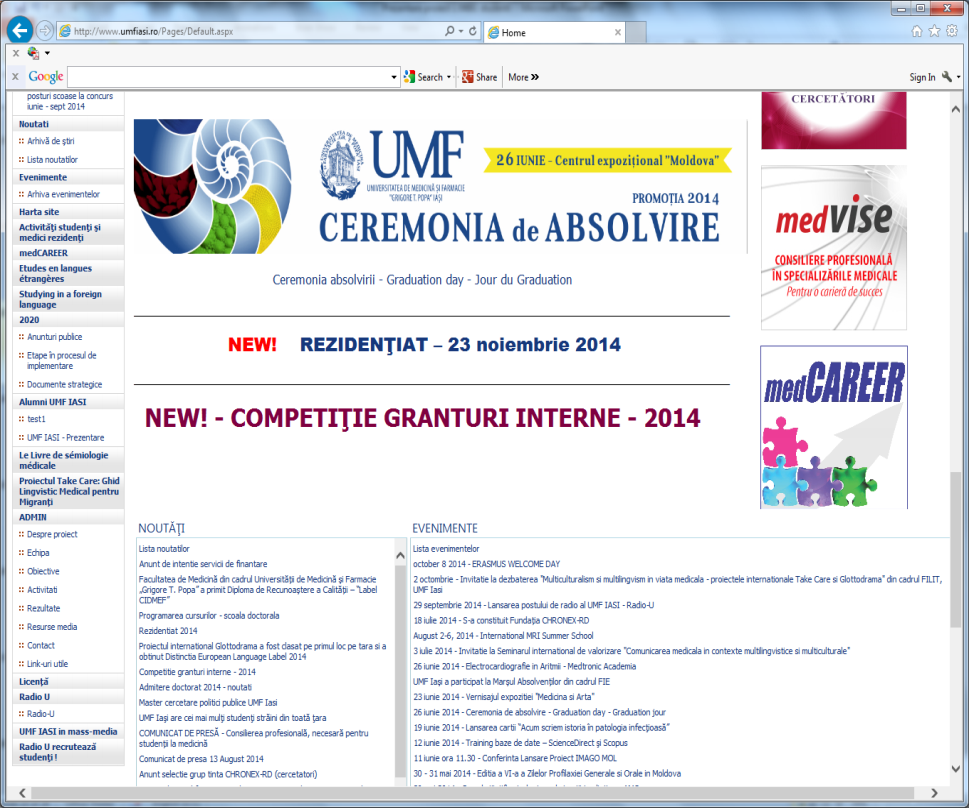 http://www.umfiasi.ro/Pages/Default.aspx
Home
Google
Search
Share
More
Sign In
posturi scoase la concurs
iunie - sept 2014
Noutati
Arhivă de știri
Lista noutatilor
Evenimente
Arhiva evenimentelor
Harta site
Activităţi studenţi şi
medici rezidenţi
medCAREER
Etudes en langues
étrangères
Studying in a foreign
language
2020
Anunturi publice
Etape în procesul de
implementare
Documente strategice
Alumni UMF IASI
test1
UMF IASI - Prezentare
Le Livre de sémiologie
médicale
Proiectul Take Care: Ghid
Lingvistic Medical pentru
Migranţi
ADMIN
Despre proiect
Echipa
Obiective
Activitati
Rezultate
Resurse media
Contact
Link-uri utile
Licenţă
Radio U
Radio-U
UMF IASI in mass-media
Radio U recrutează
studenţi !
UMF
UNIVERSITATEA DE MEDICINĂ ȘI FARMACIE
"GRIGORE T. POPA" IAȘI
26 IUNIE - Centrul expozițional "Moldova"
PROMOȚIA 2014
CEREMONIA de ABSOLVIRE
Ceremonia absolvirii - Graduation day - Jour du Graduation
NEW! REZIDENŢIAT – 23 noiembrie 2014
NEW! - COMPETIŢIE GRANTURI INTERNE - 2014
NOUTĂŢI
Lista noutatilor
Anunt de intentie servicii de finantare
Facultatea de Medicină din cadrul Universității de Medicină și Farmacie
„Grigore T. Popa” a primit Diploma de Recunoaștere a Calității – “Label
CIDMEF”
Programarea cursurilor - scoala doctorala
Rezidentiat 2014
Proiectul international Glottodrama a fost clasat pe primul loc pe tara si a
obtinut Distinctia European Language Label 2014
Competitie granturi interne - 2014
Admitere doctorat 2014 - noutati
Master cercetare politici publice UMF Iasi
UMF Iaşi are cei mai mulţi studenţi străini din toată ţara
COMUNICAT DE PRESĂ - Consilierea profesională, necesară pentru
studenţii la medicină
Comunicat de presa 13 August 2014
Anunt selectie grup tinta CHRONEX-RD (cercetatori)
EVENIMENTE
Lista evenimentelor
october 8 2014 - ERASMUS WELCOME DAY
2 octombrie - Invitatie la dezbaterea "Multiculturalism si multilingvism in viata medicala - proiectele internationale Take Care si Glottodrama" din cadrul FILIT,
UMF Iasi
29 septembrie 2014 - Lansarea postului de radio al UMF IASI - Radio-U
18 iulie 2014 - S-a constituit Fundaţia CHRONEX-RD
August 2-6, 2014 - International MRI Summer School
3 iulie 2014 - Invitatie la Seminarul international de valorizare "Comunicarea medicala in contexte multilingvistice si multiculturale"
26 iunie 2014 - Electrocardiografie in Aritmii - Medtronic Academia
UMF Iaşi a participat la Marşul Absolvenţilor din cadrul FIE
23 iunie 2014 - Vernisajul expozitiei "Medicina si Arta"
26 iunie 2014 - Ceremonia de absolvire - Graduation day - Graduation jour
19 iunie 2014 - Lansarea cartii "Acum scriem istoria în patologia infecţioasă"
12 iunie 2014 - Training baze de date – ScienceDirect şi Scopus
11 iunie ora 11.30 - Conferinta Lansare Proiect IMAGO MOL
30 - 31 mai 2014 - Editia a VI-a a Zilelor Profilaxiei Generale si Orale in Moldova
CERCETĂTORI
medVISE
CONSILIERE PROFESIONALĂ
ÎN SPECIALIZĂRILE MEDICALE
Pentru o carieră de succes
medCAREER